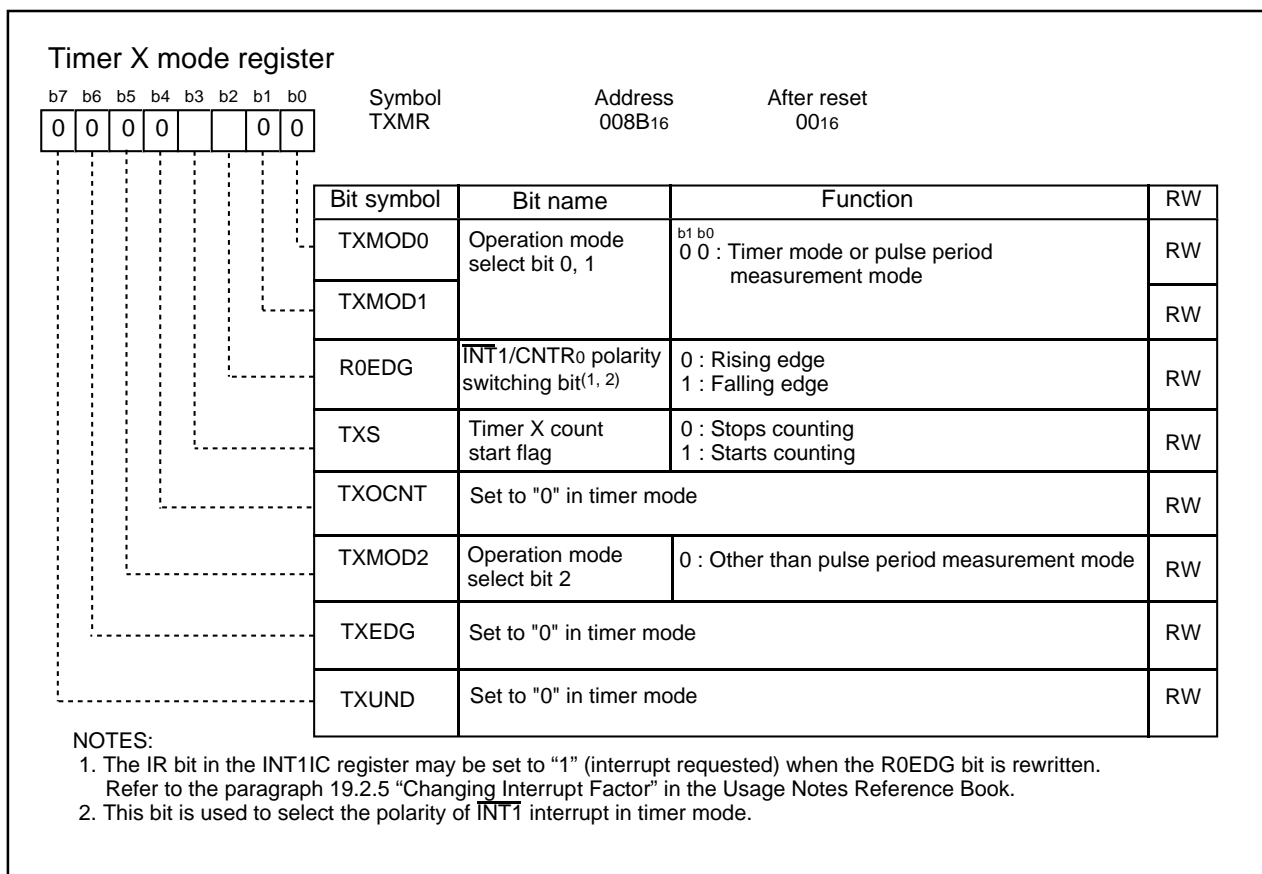 Timer X mode register
b7 b6 b5 b4 b3 b2 b1 b0
Symbol Address After reset
0 0 0 0 0 0
TXMR 008B16 0016
Bit symbol Bit name Function RW
TXMOD0 Operation mode select bit 0, 1
b1 b0
0 0 : Timer mode or pulse period measurement mode
RW
TXMOD1 RW
R0EDG INT1/CNTR0 polarity switching bit(1, 2)
0 : Rising edge
1 : Falling edge
RW
TXS Timer X count start flag
0 : Stops counting
1 : Starts counting
RW
TXOCNT Set to "0" in timer mode RW
TXMOD2 Operation mode select bit 2
0 : Other than pulse period measurement mode
RW
TXEDG Set to "0" in timer mode RW
TXUND Set to "0" in timer mode RW
NOTES:
1. The IR bit in the INT1IC register may be set to “1” (interrupt requested) when the R0EDG bit is rewritten.
Refer to the paragraph 19.2.5 “Changing Interrupt Factor” in the Usage Notes Reference Book.
2. This bit is used to select the polarity of INT1 interrupt in timer mode.